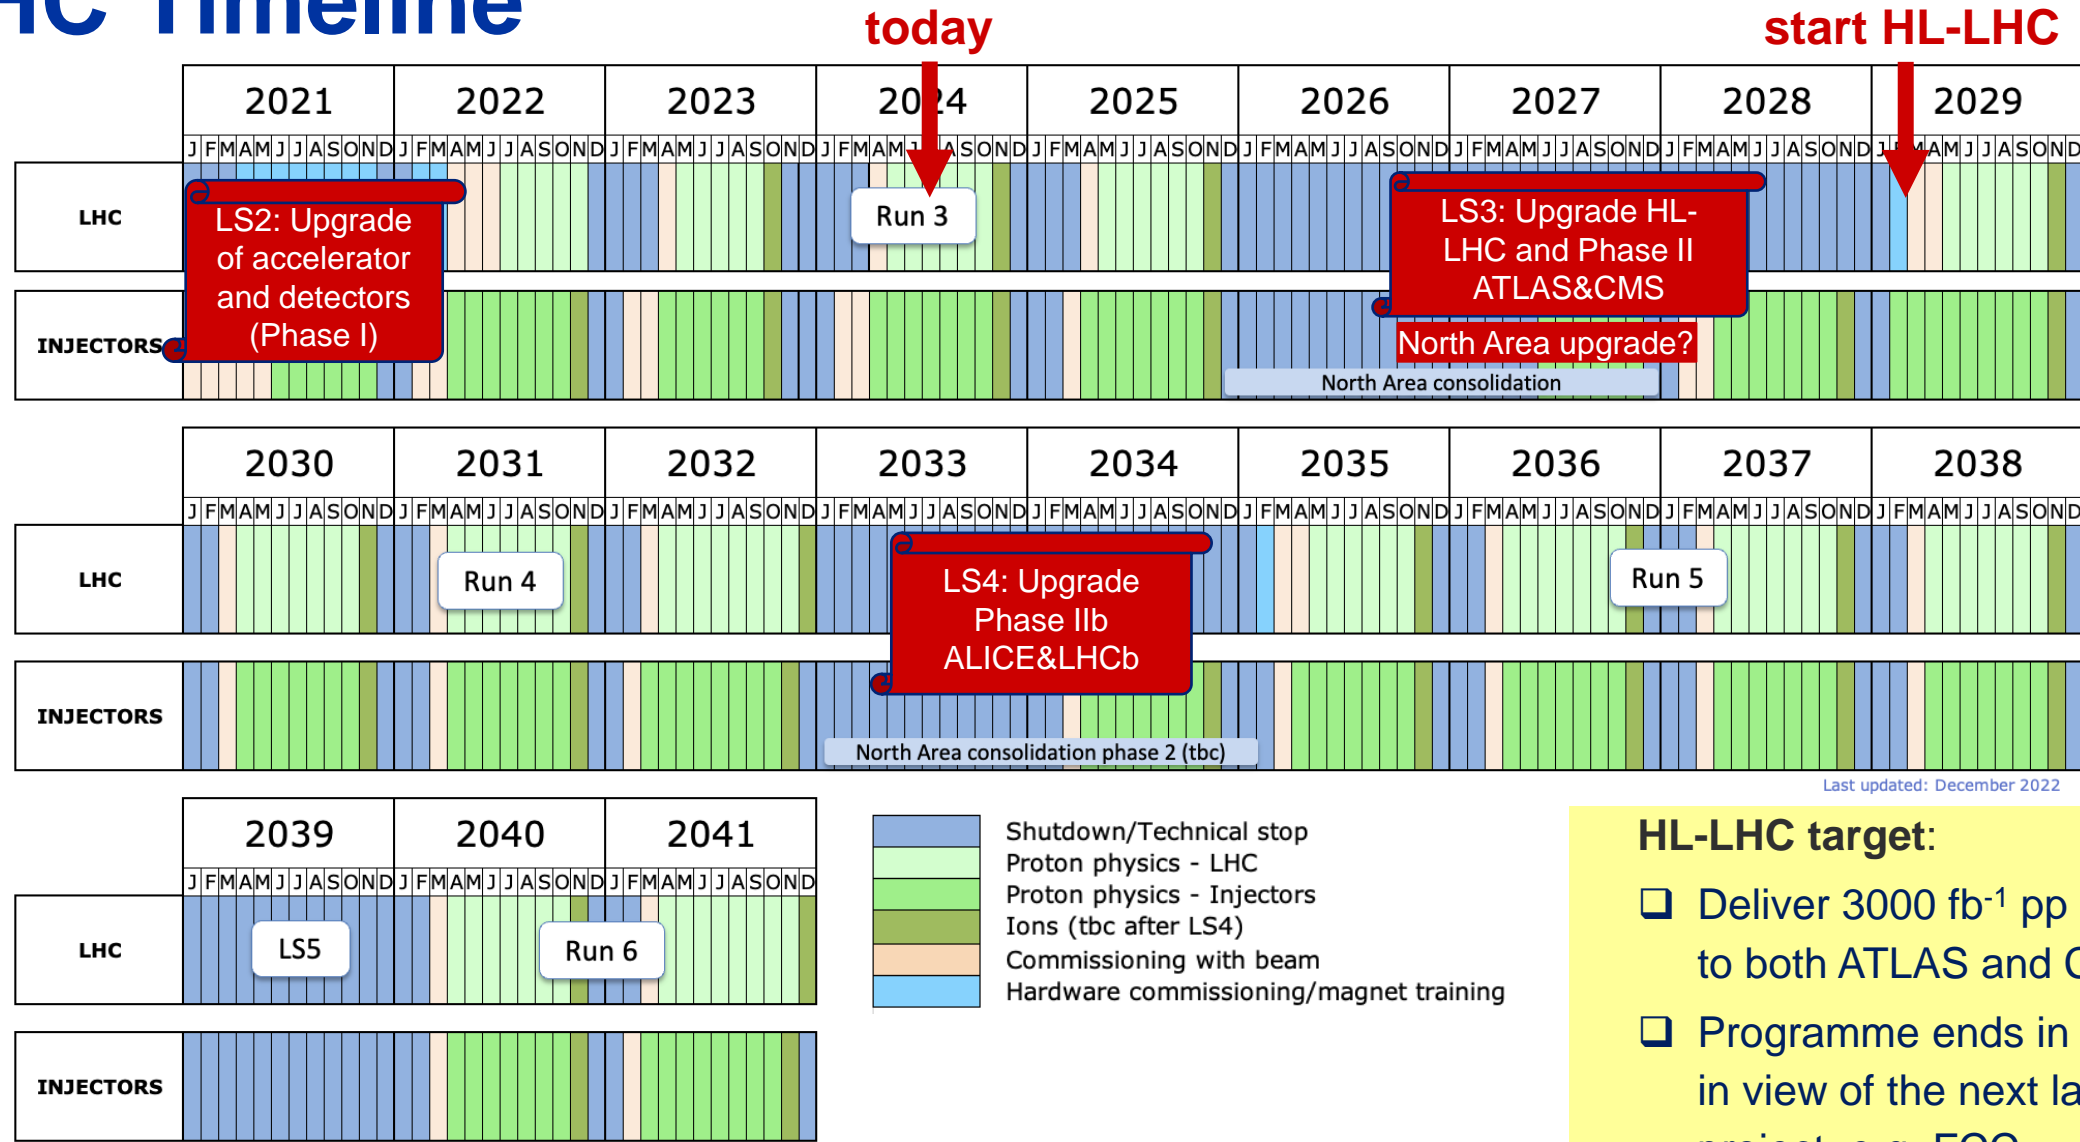 HC Timeline
today
start HL-LHC
2021 2022 2023 2024 2025 2026 2027 2028 2029
J F M A M J J A S O N D J F M A M J J A S O N D J F M A M J J A S O N D J F M A M J A S O N D J F M A M J J A S O N D J F M A M J J A S O N D J F M A M J J A S O N D J F M A M J J A S O N D J F M A M J J A S O N D
LHC
LS2: Upgrade
of accelerator
and detectors
(Phase I)
Run 3
LS3: Upgrade HL-
LHC and Phase II
ATLAS&CMS
INJECTORS
North Area upgrade?
North Area consolidation
2030 2031 2032 2033 2034 2035 2036 2037 2038
J F M A M J J A S O N D J F M A M J J A S O N D J F M A M J J A S O N D J F M A M J J A S O N D J F M A M J J A S O N D J F M A M J J A S O N D J F M A M J J A S O N D J F M A M J J A S O N D J F M A M J J A S O N D
LHC
Run 4
LS4: Upgrade
Phase IIb
ALICE&LHCb
Run 5
INJECTORS
North Area consolidation phase 2 (tbc)
Last updated: December 2022
2039 2040 2041
J F M A M J J A S O N D J F M A M J J A S O N D J F M A M J J A S O N D
LHC
LS5
Run 6
INJECTORS
Shutdown/Technical stop
Proton physics - LHC
Proton physics - Injectors
Ions (tbc after LS4)
Commissioning with beam
Hardware commissioning/magnet training
HL-LHC target:
❑ Deliver 3000 fb-1 pp
to both ATLAS and
❑ Programme ends in
in view of the next
project, e.g. FCC